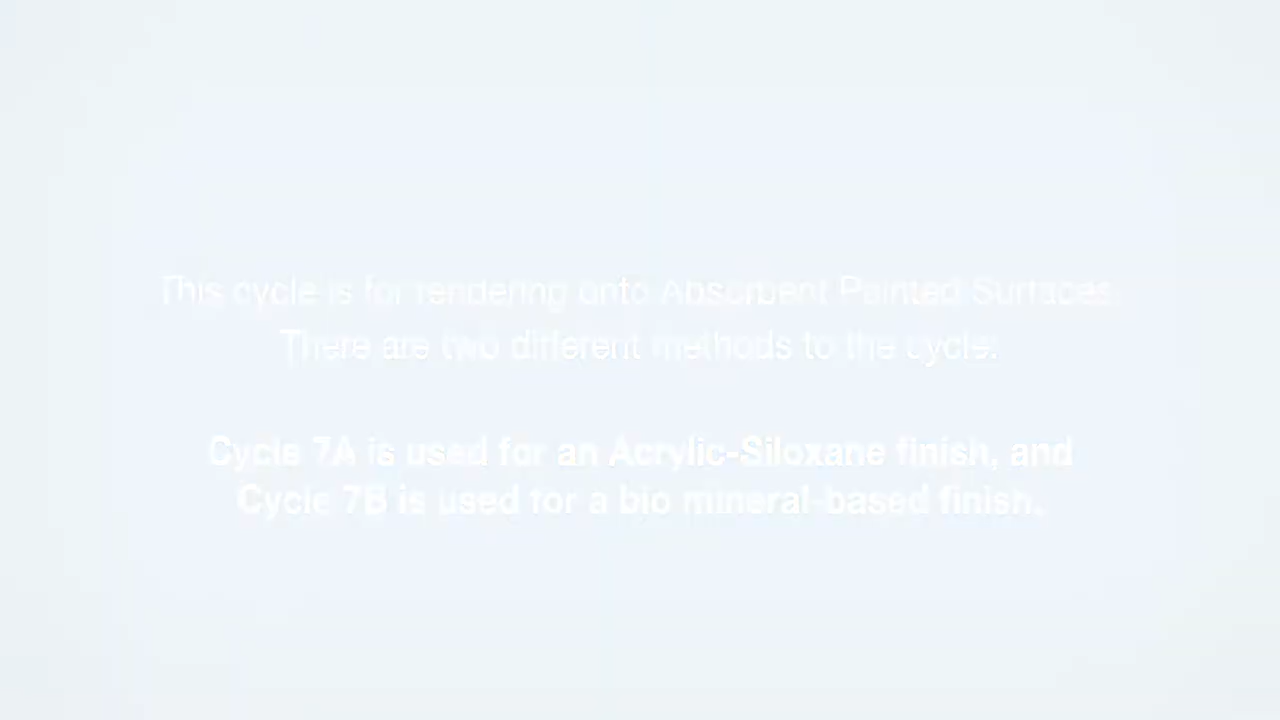 This cycle is for rendering onto Absorbent Painted Surfaces.
There are two different methods to the cycle:
Cycle 7A is used for an Acrylic-Siloxane finish, and
Cycle 7B is used for a bio mineral-based finish.